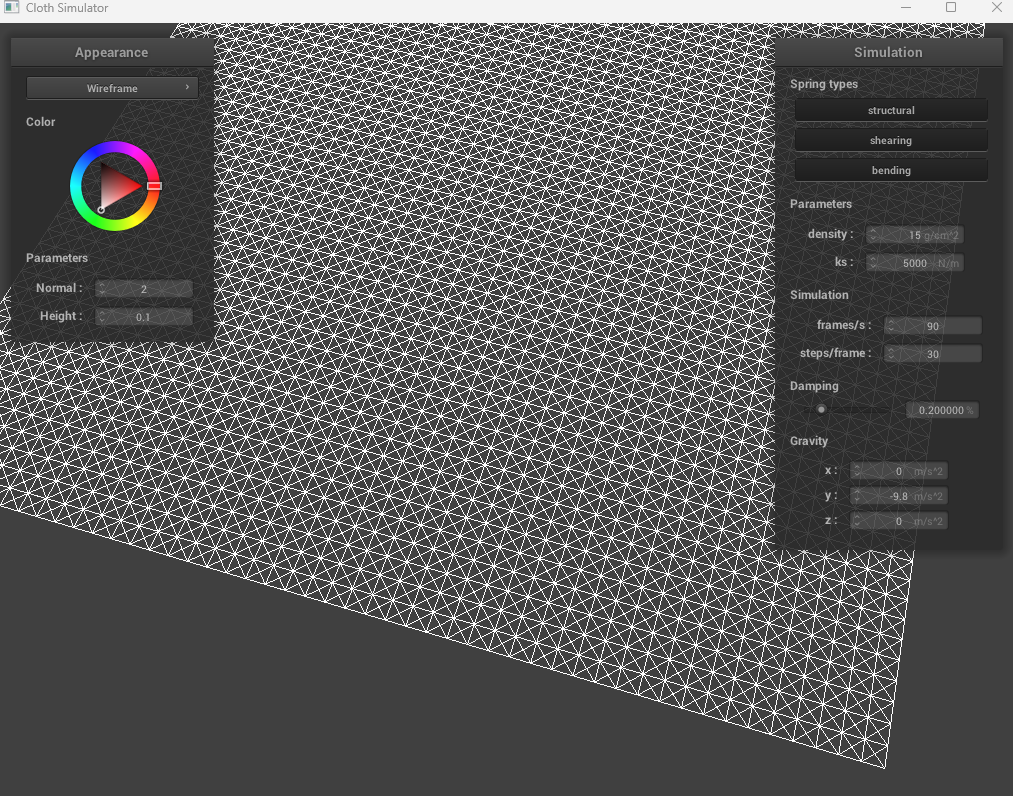 Cloth Simulator
Appearance
Wireframe
Color
Parameters
Normal : 2
Height : 0.1
Simulation
Spring types
structural
shearing
bending
Parameters
density : 15 g/cm^2
ks : 5000 N/m
Simulation
frames/s : 90
steps/frame : 30
Damping
0.200000 %
Gravity
x : 0 m/s^2
y : -9.8 m/s^2
z : 0 m/s^2